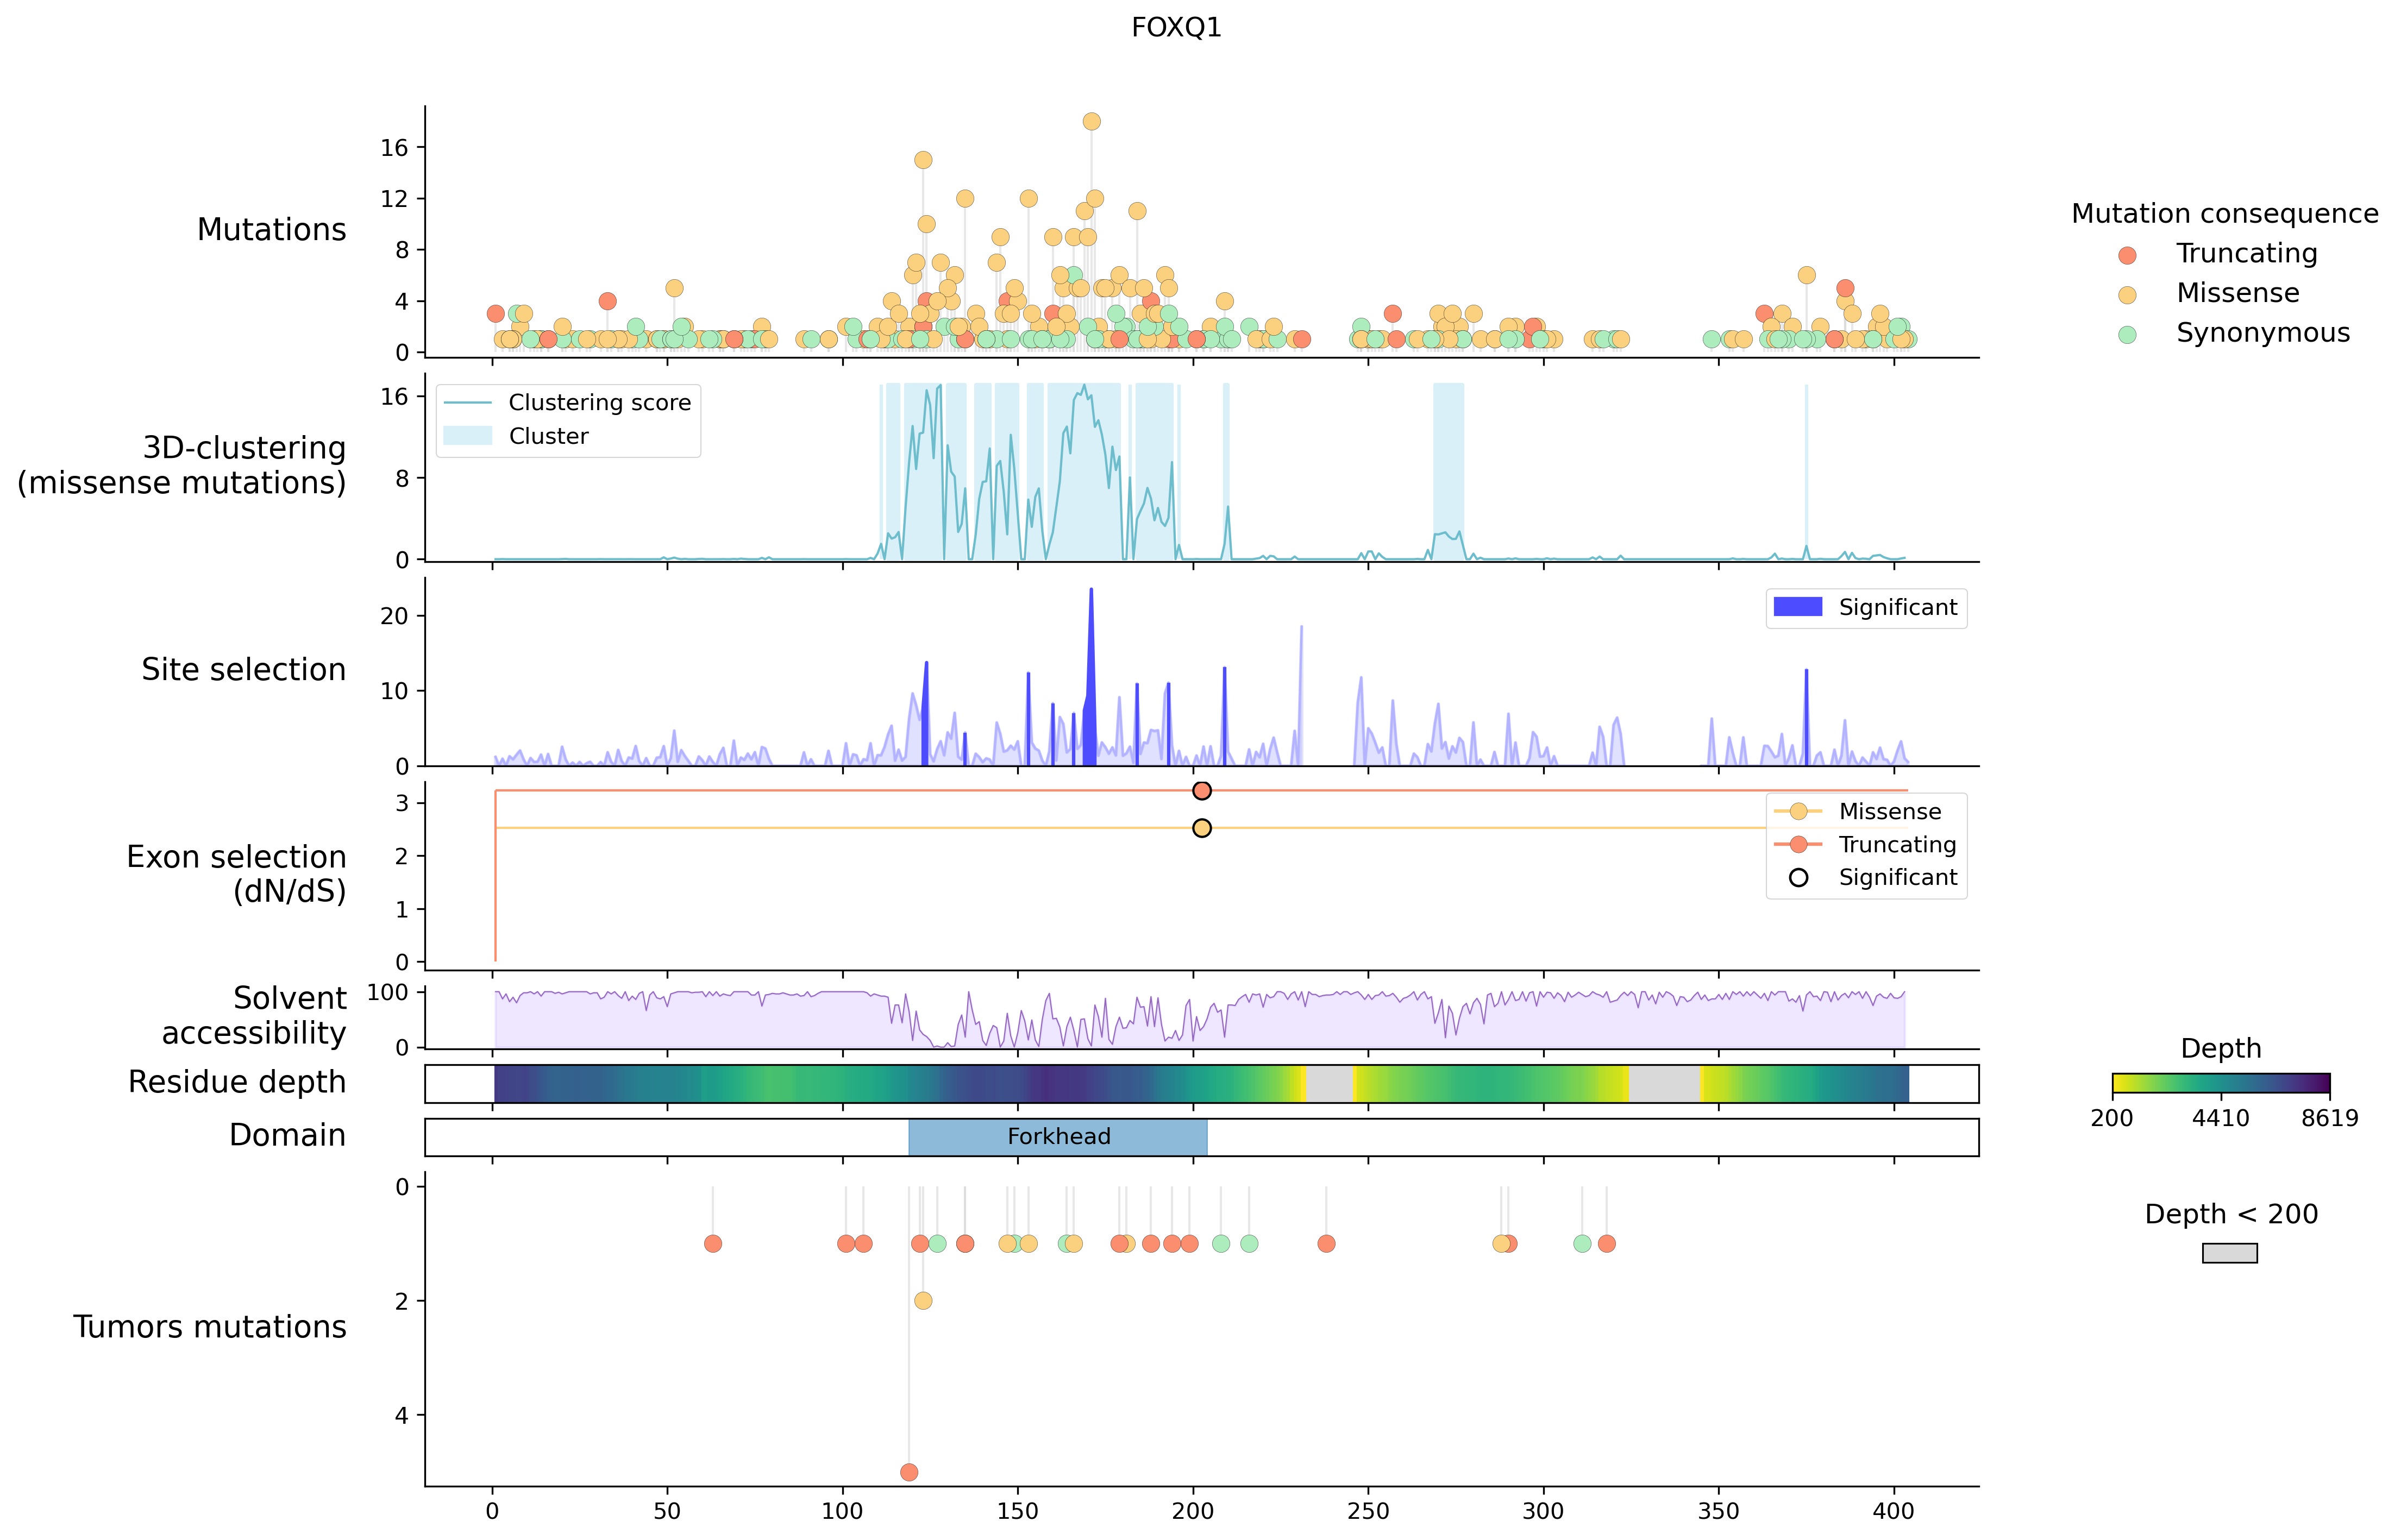 FOXQ1
Mutations
16
12
8
4
0
Mutation consequence
Truncating
Missense
Synonymous
3D-clustering
(missense mutations)
16
8
0
Clustering score
Cluster
Site selection
20
10
0
Significant
Exon selection
(dN/dS)
3
2
1
0
Missense
Truncating
Significant
Solvent
accessibility
100
0
Residue depth
Depth
200 4410 8619
Domain
Forkhead
Depth < 200
Tumors mutations
0
2
4
0 50 100 150 200 250 300 350 400